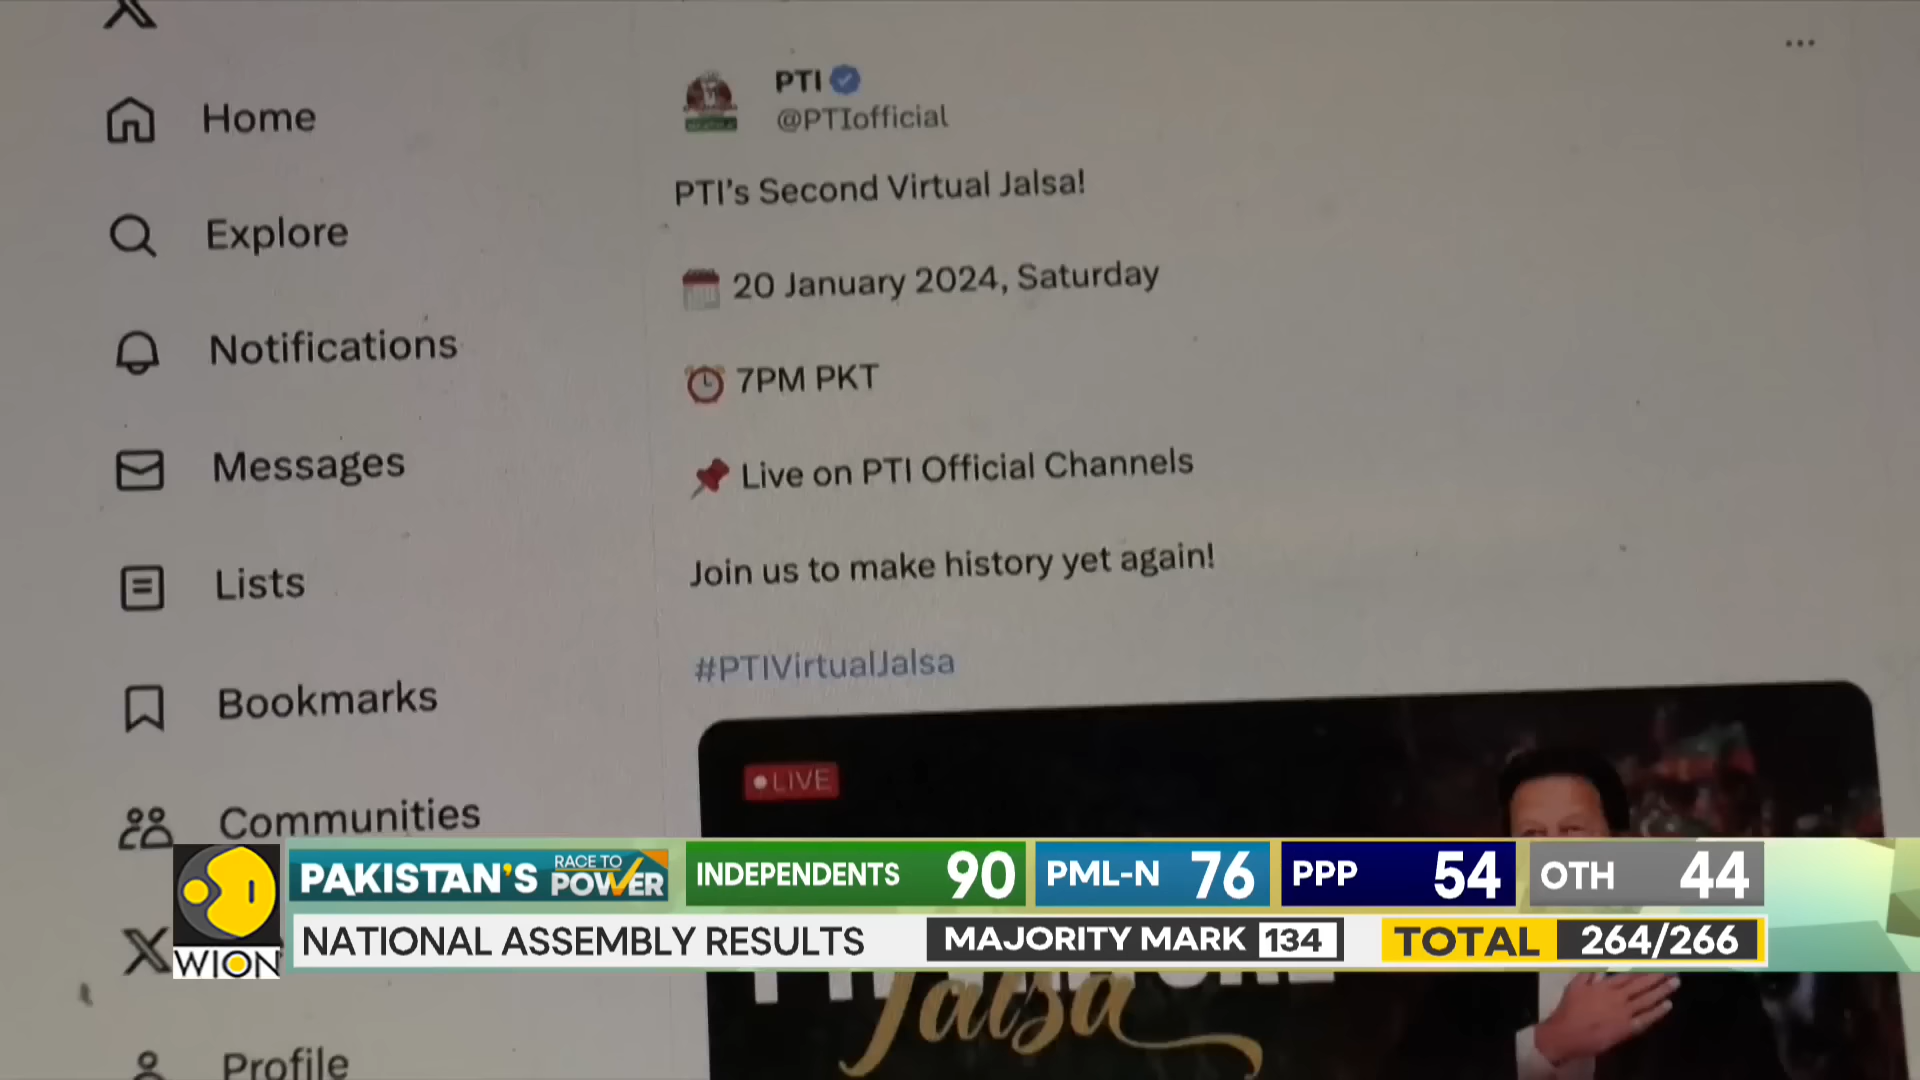 Home
Explore
Notifications
Messages
Lists
Bookmarks
Communities
Profile
PTI
@PTIofficial
PTI's Second Virtual Jalsa!
20 January 2024, Saturday
7PM PKT
Live on PTI Official Channels
Join us to make history yet again!
#PTIVirtualJalsa
LIVE
Jalsa
WION
PAKISTAN'S RACE TO POWER
INDEPENDENTS 90
PML-N 76
PPP 54
OTH 44
NATIONAL ASSEMBLY RESULTS
MAJORITY MARK 134
TOTAL 264/266